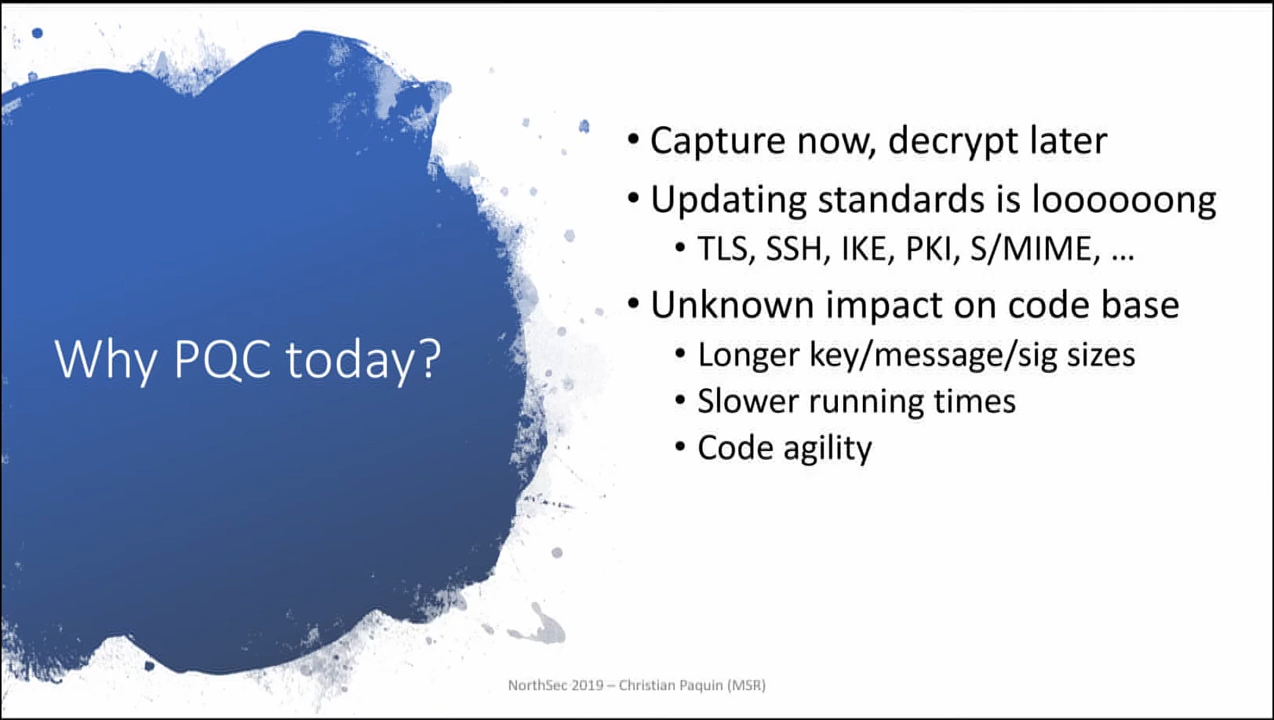 Why PQC today?
• Capture now, decrypt later
• Updating standards is loooooong
• TLS, SSH, IKE, PKI, S/MIME, ...
• Unknown impact on code base
• Longer key/message/sig sizes
• Slower running times
• Code agility
NorthSec 2019 – Christian Paquin (MSR)